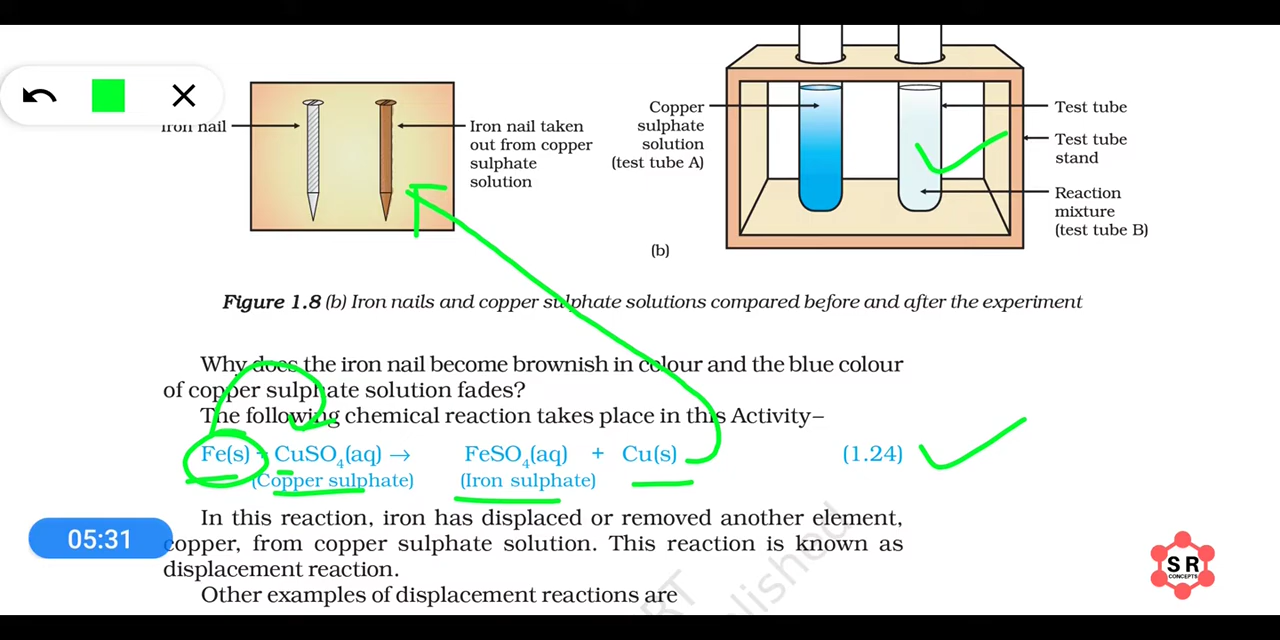 Iron nail
Iron nail taken
out from copper
sulphate
solution
Copper
sulphate
solution
(test tube A)
Test tube
Test tube
stand
Reaction
mixture
(test tube B)
(b)
Figure 1.8 (b) Iron nails and copper sulphate solutions compared before and after the experiment
Why does the iron nail become brownish in colour and the blue colour
of copper sulphate solution fades?
The following chemical reaction takes place in this Activity–
Fe(s) + CuSO₄(aq) → FeSO₄(aq) + Cu(s) (1.24)
(Copper sulphate) (Iron sulphate)
In this reaction, iron has displaced or removed another element,
05:31
copper, from copper sulphate solution. This reaction is known as
displacement reaction.
Other examples of displacement reactions are
SR
CONCEPTS